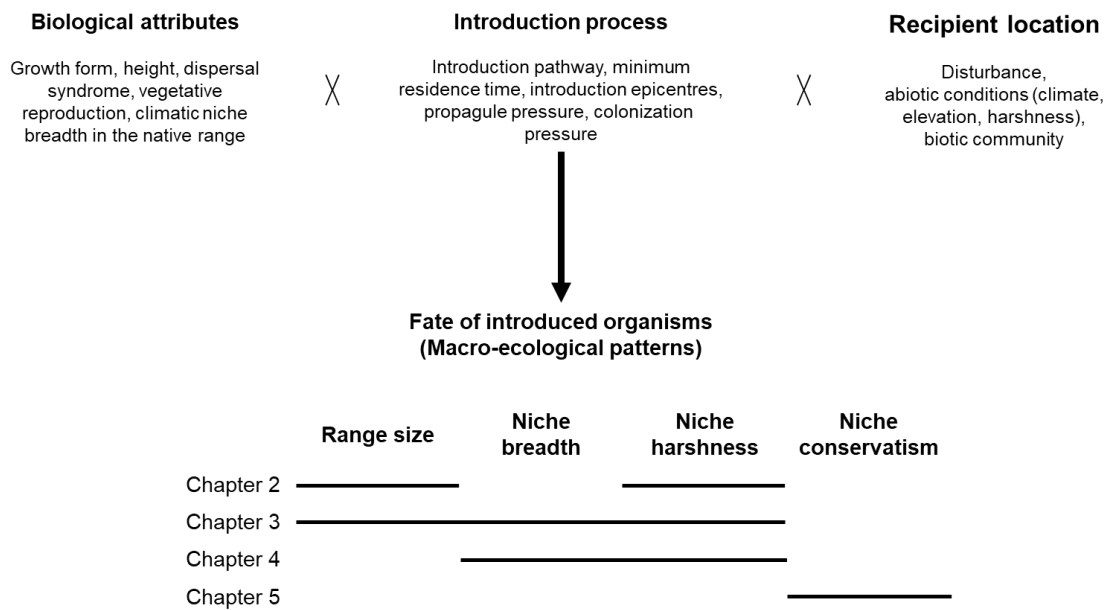 Biological attributes
Growth form, height, dispersal
syndrome, vegetative
reproduction, climatic niche
breadth in the native range
Introduction process
Introduction pathway, minimum
residence time, introduction epicentres,
propagule pressure, colonization
pressure
Recipient location
Disturbance,
abiotic conditions (climate,
elevation, harshness),
biotic community
Fate of introduced organisms
(Macro-ecological patterns)
Range size
Niche
breadth
Niche
harshness
Niche
conservatism
Chapter 2
Chapter 3
Chapter 4
Chapter 5